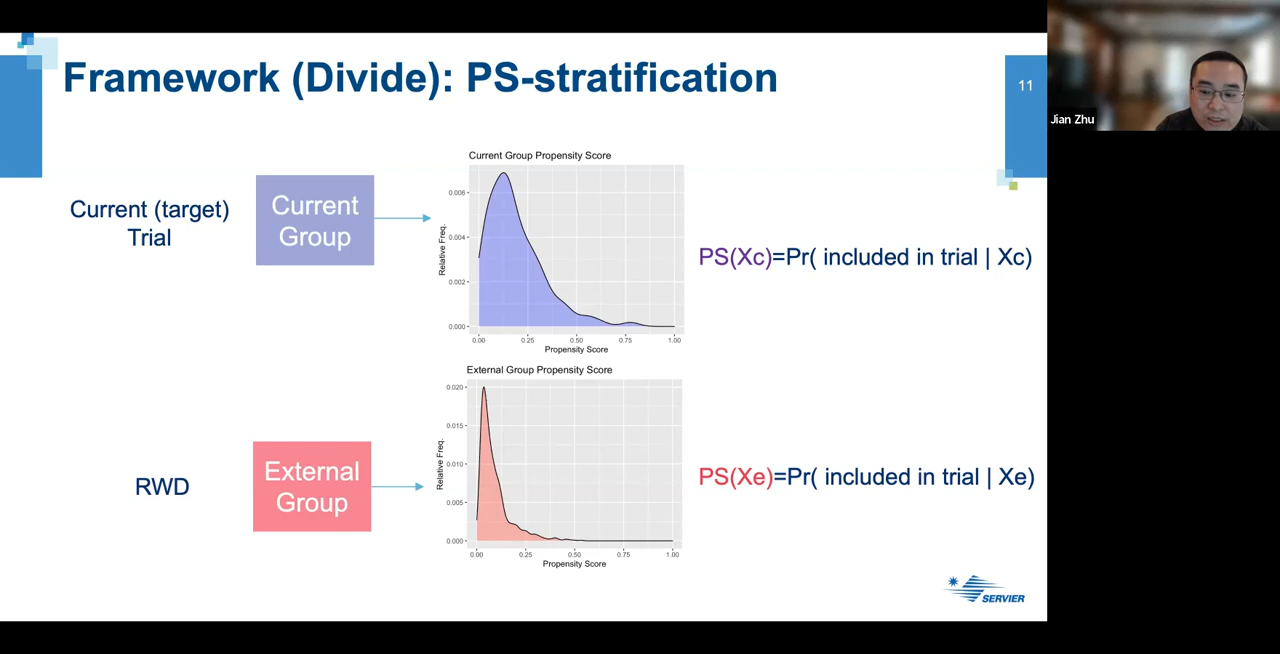 Framework (Divide): PS-stratification
11
Jian Zhu
Current (target)
Trial
Current
Group
Current Group Propensity Score
Relative Freq.
0.006
0.004
0.002
0.000
0.00 0.25 0.50 0.75 1.00
Propensity Score
PS(Xc)=Pr( included in trial | Xc)
RWD
External
Group
External Group Propensity Score
Relative Freq.
0.020
0.015
0.010
0.005
0.000
0.00 0.25 0.50 0.75 1.00
Propensity Score
PS(Xe)=Pr( included in trial | Xe)
SERVIER